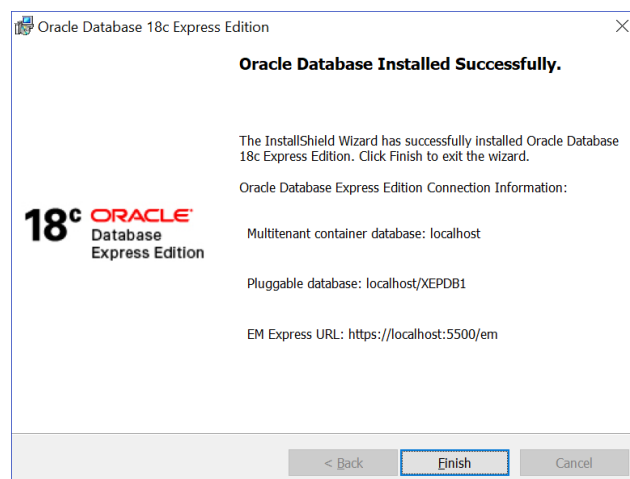 Oracle Database 18c Express Edition
Oracle Database Installed Successfully.
The InstallShield Wizard has successfully installed Oracle Database
18c Express Edition. Click Finish to exit the wizard.
Oracle Database Express Edition Connection Information:
18c ORACLE
Database
Express Edition
Multitenant container database: localhost
Pluggable database: localhost/XEPDB1
EM Express URL: https://localhost:5500/em
< Back
Finish
Cancel